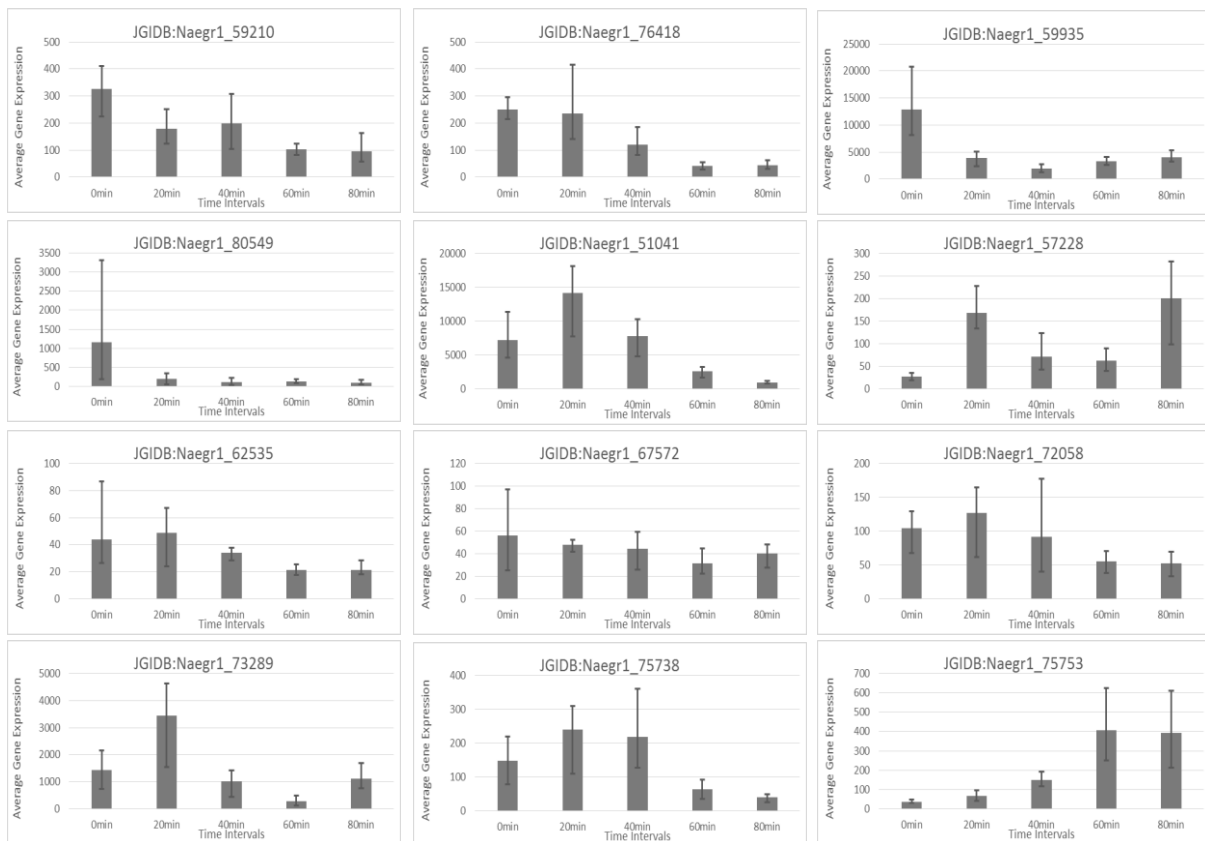 JGIDB:Naegr1_59210
Average Gene Expression
500
400
300
200
100
0
0min 20min 40min 60min 80min
Time Intervals
JGIDB:Naegr1_76418
Average Gene Expression
500
400
300
200
100
0
0min 20min 40min 60min 80min
Time Intervals
JGIDB:Naegr1_59935
Average Gene Expression
25000
20000
15000
10000
5000
0
0min 20min 40min 60min 80min
Time Intervals
JGIDB:Naegr1_80549
Average Gene Expression
3500
3000
2500
2000
1500
1000
500
0
0min 20min 40min 60min 80min
Time Intervals
JGIDB:Naegr1_51041
Average Gene Expression
20000
15000
10000
5000
0
0min 20min 40min 60min 80min
Time Intervals
JGIDB:Naegr1_57228
Average Gene Expression
300
250
200
150
100
50
0
0min 20min 40min 60min 80min
Time Intervals
JGIDB:Naegr1_62535
Average Gene Expression
100
80
60
40
20
0
0min 20min 40min 60min 80min
Time Intervals
JGIDB:Naegr1_67572
Average Gene Expression
120
100
80
60
40
20
0
0min 20min 40min 60min 80min
Time Intervals
JGIDB:Naegr1_72058
Average Gene Expression
200
150
100
50
0
0min 20min 40min 60min 80min
Time Intervals
JGIDB:Naegr1_73289
Average Gene Expression
5000
4000
3000
2000
1000
0
0min 20min 40min 60min 80min
Time Intervals
JGIDB:Naegr1_75738
Average Gene Expression
400
300
200
100
0
0min 20min 40min 60min 80min
Time Intervals
JGIDB:Naegr1_75753
Average Gene Expression
700
600
500
400
300
200
100
0
0min 20min 40min 60min 80min
Time Intervals